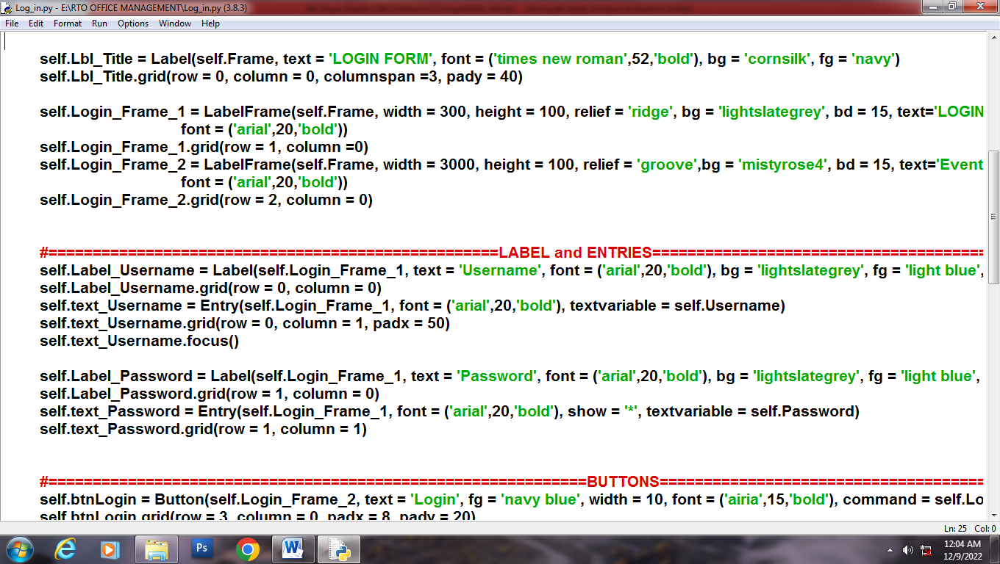 Log_in.py - E:\RTO OFFICE MANAGEMENT\Log_in.py (3.8.3)
File Edit Format Run Options Window Help
self.Lbl_Title = Label(self.Frame, text = 'LOGIN FORM', font = ('times new roman',52,'bold'), bg = 'cornsilk', fg = 'navy')
self.Lbl_Title.grid(row = 0, column = 0, columnspan =3, pady = 40)
self.Login_Frame_1 = LabelFrame(self.Frame, width = 300, height = 100, relief = 'ridge', bg = 'lightslategrey', bd = 15, text='LOGIN
font = ('arial',20,'bold'))
self.Login_Frame_1.grid(row = 1, column =0)
self.Login_Frame_2 = LabelFrame(self.Frame, width = 3000, height = 100, relief = 'groove',bg = 'mistyrose4', bd = 15, text='Event
font = ('arial',20,'bold'))
self.Login_Frame_2.grid(row = 2, column = 0)
#===================================================LABEL and ENTRIES======================================
self.Label_Username = Label(self.Login_Frame_1, text = 'Username', font = ('arial',20,'bold'), bg = 'lightslategrey', fg = 'light blue',
self.Label_Username.grid(row = 0, column = 0)
self.text_Username = Entry(self.Login_Frame_1, font = ('arial',20,'bold'), textvariable = self.Username)
self.text_Username.grid(row = 0, column = 1, padx = 50)
self.text_Username.focus()
self.Label_Password = Label(self.Login_Frame_1, text = 'Password', font = ('arial',20,'bold'), bg = 'lightslategrey', fg = 'light blue',
self.Label_Password.grid(row = 1, column = 0)
self.text_Password = Entry(self.Login_Frame_1, font = ('arial',20,'bold'), show = '*', textvariable = self.Password)
self.text_Password.grid(row = 1, column = 1)
#=============================================================BUTTONS=====================================
self.btnLogin = Button(self.Login_Frame_2, text = 'Login', fg = 'navy blue', width = 10, font = ('airia',15,'bold'), command = self.Lo
self.btnLogin.grid(row = 3, column = 0, padx = 8, pady = 20)
Ln: 25 Col: 0
Ps
12:04 AM
12/9/2022